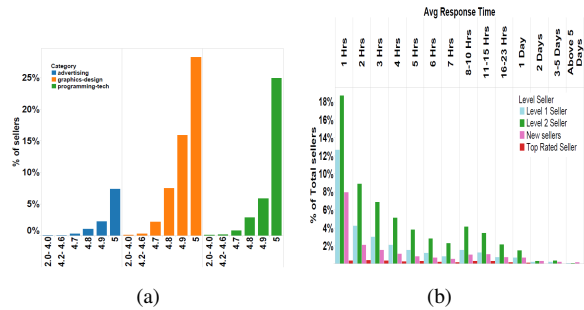 Category
advertising
graphics-design
programming-tech
% of sellers
25%
20%
15%
10%
5%
0%
2.0-4.0
4.2-4.6
4.7
4.8
4.9
5
2.0-4.0
4.2-4.6
4.7
4.8
4.9
5
2.0-4.0
4.2-4.6
4.7
4.8
4.9
5
(a)
Avg Response Time
1 Hrs
2 Hrs
3 Hrs
4 Hrs
5 Hrs
6 Hrs
7 Hrs
8-10 Hrs
11-15 Hrs
16-23 Hrs
1 Day
2 Days
3-5 Days
Above 5 Days
% of Total sellers
18%
16%
14%
12%
10%
8%
6%
4%
2%
Level Seller
Level 1 Seller
Level 2 Seller
New sellers
Top Rated Seller
(b)